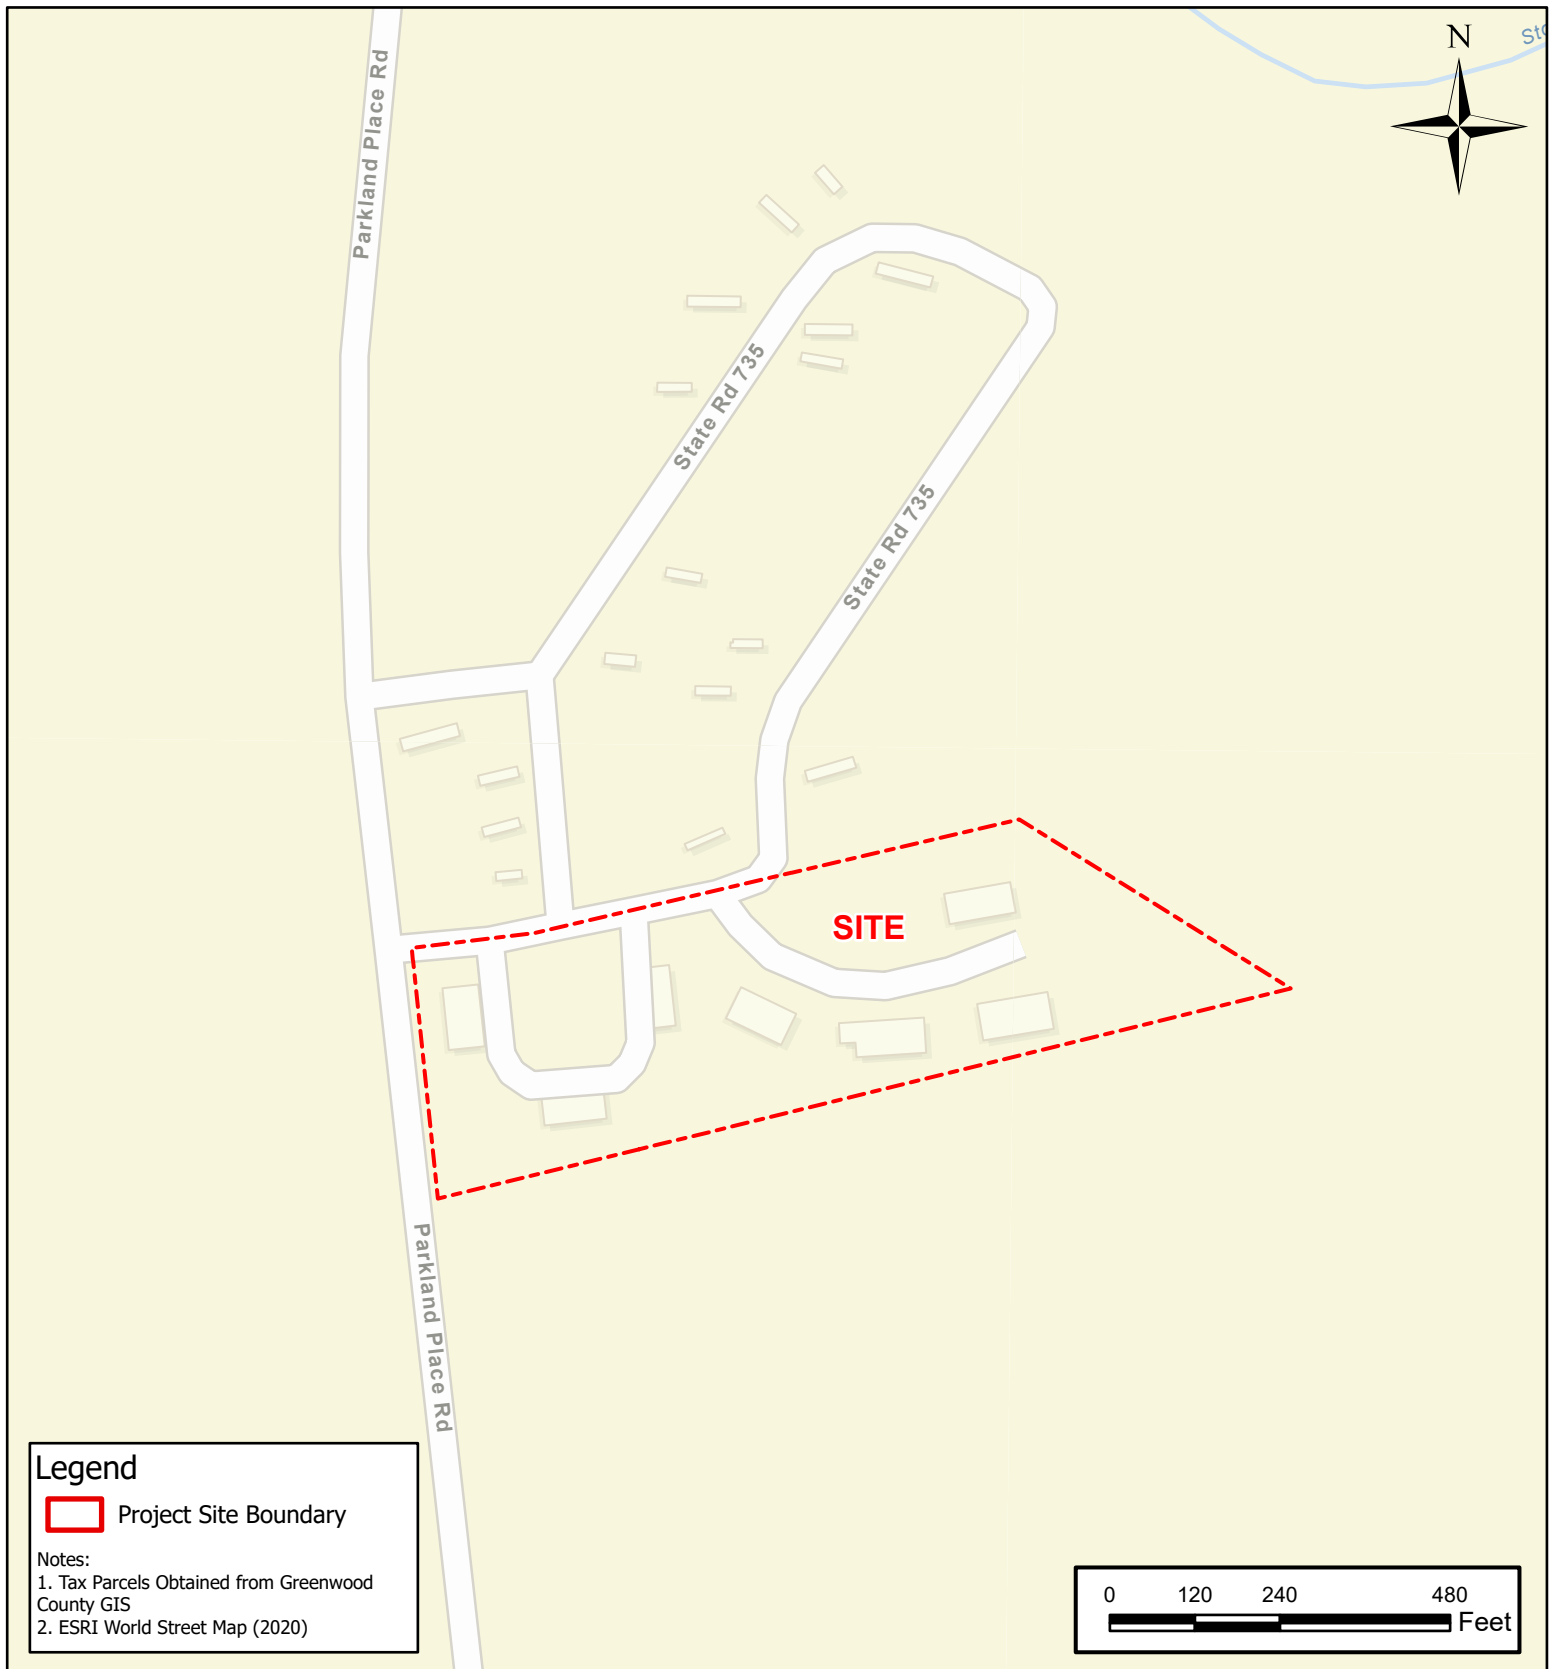 N
Parkland Place Rd
State Rd 735
State Rd 735
SITE
Parkland Place Rd
Legend
Project Site Boundary
Notes:
1. Tax Parcels Obtained from Greenwood
County GIS
2. ESRI World Street Map (2020)
0 120 240 480
Feet